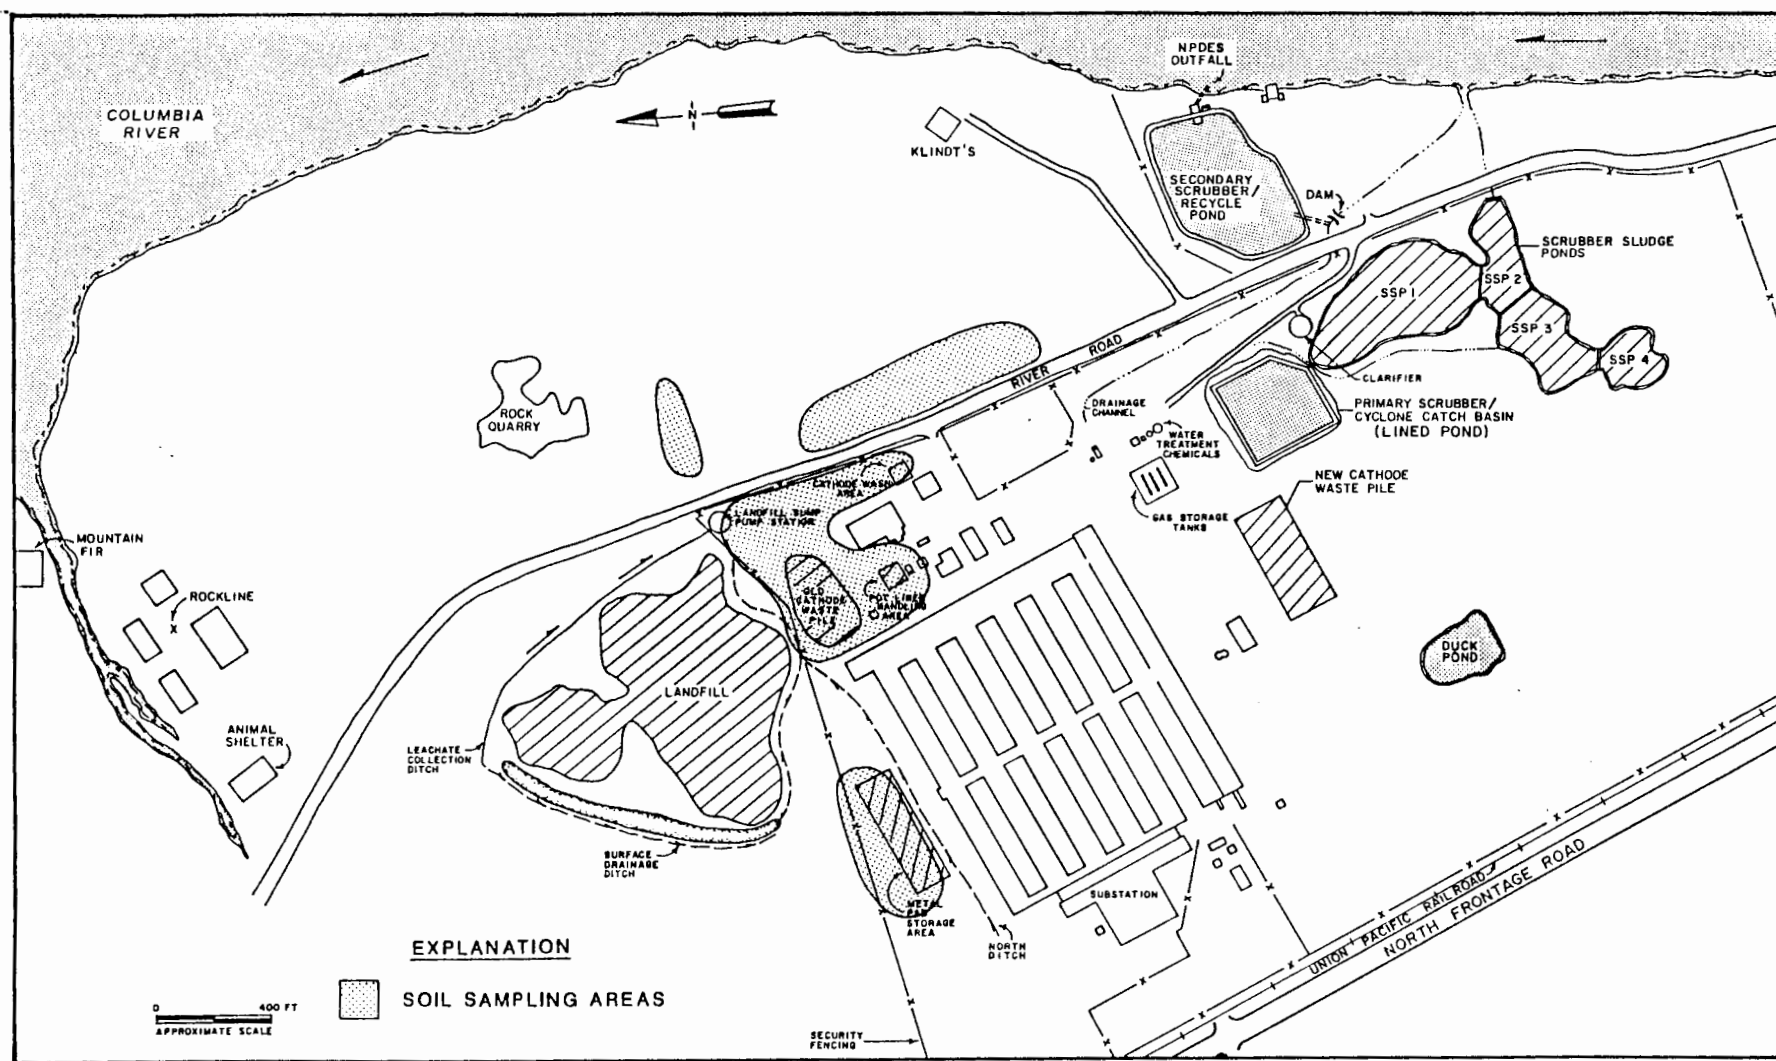 NPDES
OUTFALL
COLUMBIA
RIVER
N
KLINDT'S
SECONDARY
SCRUBBER/
RECYCLE
POND
DAM
SCRUBBER SLUDGE
PONDS
SSP 1
SSP 2
SSP 3
SSP 4
RIVER ROAD
CLARIFIER
ROCK
QUARRY
DRAINAGE
CHANNEL
PRIMARY SCRUBBER/
CYCLONE CATCH BASIN
(LINED POND)
WATER
TREATMENT
CHEMICALS
CATHODE WASH
AREA
NEW CATHODE
WASTE PILE
LANDFILL SUMP
PUMP STATION
GAS STORAGE
TANKS
MOUNTAIN
FIR
ROCKLINE
X
OLD
CATHODE
WASTE
PILE
POT LINER
HANDLING
AREA
DUCK
POND
LANDFILL
ANIMAL
SHELTER
LEACHATE
COLLECTION
DITCH
SURFACE
DRAINAGE
DITCH
METAL
PAD
STORAGE
AREA
SUBSTATION
NORTH
DITCH
UNION PACIFIC RAILROAD
NORTH FRONTAGE ROAD
EXPLANATION
SOIL SAMPLING AREAS
0 400 FT
APPROXIMATE SCALE
SECURITY
FENCING